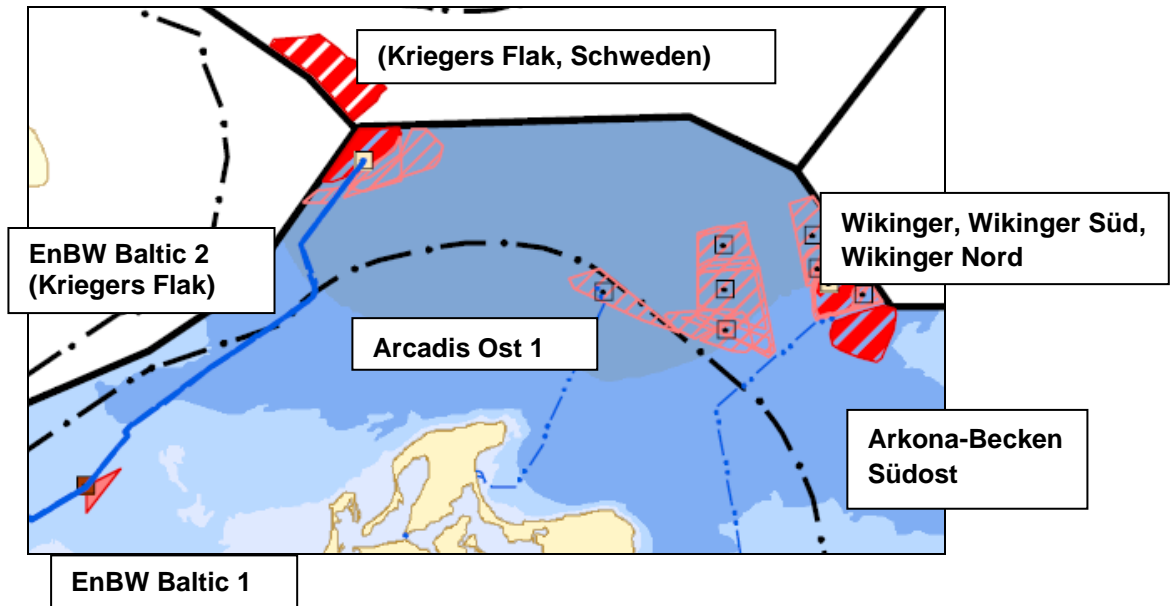 (Kriegers Flak, Schweden)
Wikinger, Wikinger Süd,
Wikinger Nord
EnBW Baltic 2
(Kriegers Flak)
Arcadis Ost 1
Arkona-Becken
Südost
EnBW Baltic 1